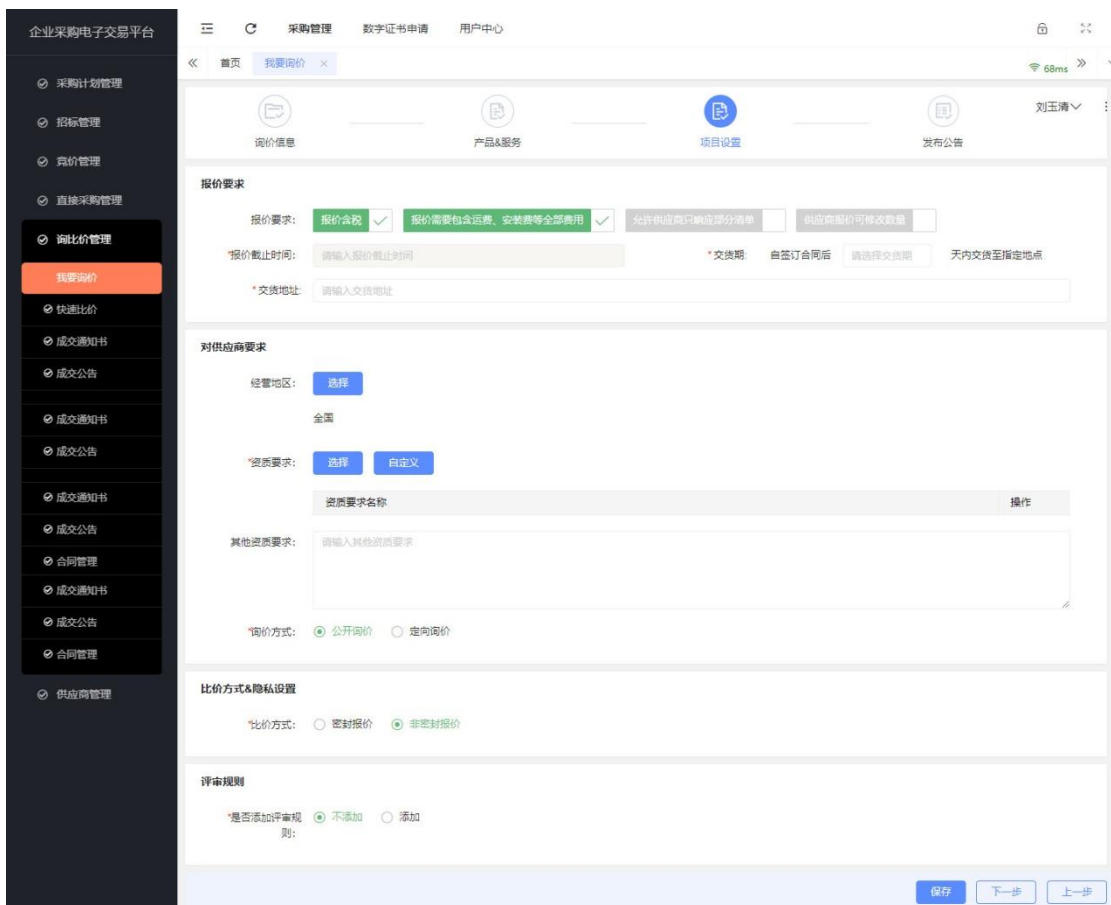 企业采购电子交易平台
采购管理 数字证书申请 用户中心
首页 我要询价 ×
68ms
刘玉清
采购计划管理
招标管理
竞价管理
直接采购管理
询比价管理
我要询价
快速比价
成交通知书
成交公告
成交通知书
成交公告
成交通知书
成交公告
合同管理
成交通知书
成交公告
合同管理
供应商管理
询价信息 产品&服务 项目设置 发布公告
报价要求
报价要求: 报价含税 报价需要包含运费、安装费等全部费用 允许供应商只响应部分清单 供应商报价可修改数量
*报价截止时间: 请输入报价截止时间 *交货期: 自签订合同后 请选择交货期 天内交货至指定地点
*交货地址: 请输入交货地址
对供应商要求
经营地区: 选择
全国
*资质要求: 选择 自定义
资质要求名称 操作
其他资质要求: 请输入其他资质要求
*询价方式: 公开询价 定向询价
比价方式&隐私设置
*比价方式: 密封报价 非密封报价
评审规则
*是否添加评审规
则: 不添加 添加
保存 下一步 上一步